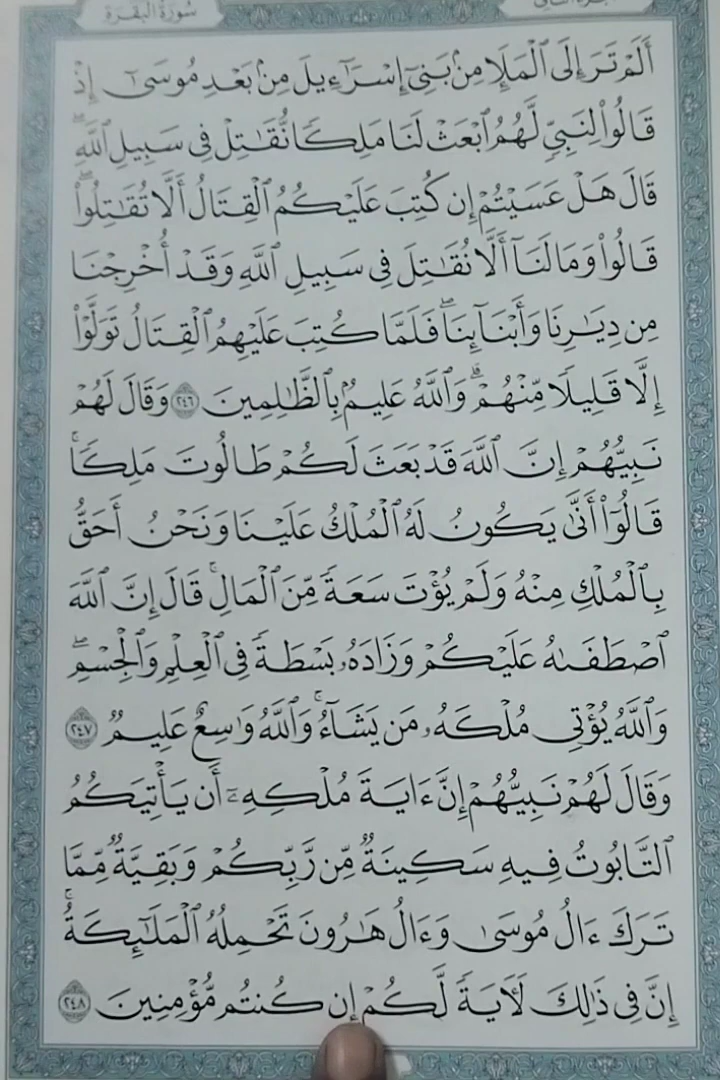 سُورَةُ البَقَرَةِ
أَلَمْ تَرَ إِلَى ٱلْمَلَإِ مِنۢ بَنِىٓ إِسْرَٰٓءِيلَ مِنۢ بَعْدِ مُوسَىٰٓ إِذْ
قَالُوا۟ لِنَبِىٍّ لَّهُمُ ٱبْعَثْ لَنَا مَلِكًا نُّقَٰتِلْ فِى سَبِيلِ ٱللَّهِ ۖ
قَالَ هَلْ عَسَيْتُمْ إِن كُتِبَ عَلَيْكُمُ ٱلْقِتَالُ أَلَّا تُقَٰتِلُوا۟ ۖ
قَالُوا۟ وَمَا لَنَآ أَلَّا نُقَٰتِلَ فِى سَبِيلِ ٱللَّهِ وَقَدْ أُخْرِجْنَا
مِن دِيَٰرِنَا وَأَبْنَآئِنَا ۖ فَلَمَّا كُتِبَ عَلَيْهِمُ ٱلْقِتَالُ تَوَلَّوْا۟
إِلَّا قَلِيلًا مِّنْهُمْ ۗ وَٱللَّهُ عَلِيمٌۢ بِٱلظَّٰلِمِينَ ٢٤٦ وَقَالَ لَهُمْ
نَبِيُّهُمْ إِنَّ ٱللَّهَ قَدْ بَعَثَ لَكُمْ طَالُوتَ مَلِكًا ۚ
قَالُوٓا۟ أَنَّىٰ يَكُونُ لَهُ ٱلْمُلْكُ عَلَيْنَا وَنَحْنُ أَحَقُّ
بِٱلْمُلْكِ مِنْهُ وَلَمْ يُؤْتَ سَعَةً مِّنَ ٱلْمَالِ ۚ قَالَ إِنَّ ٱللَّهَ
ٱصْطَفَىٰهُ عَلَيْكُمْ وَزَادَهُۥ بَسْطَةً فِى ٱلْعِلْمِ وَٱلْجِسْمِ ۖ
وَٱللَّهُ يُؤْتِى مُلْكَهُۥ مَن يَشَآءُ ۚ وَٱللَّهُ وَٰسِعٌ عَلِيمٌ ٢٤٧
وَقَالَ لَهُمْ نَبِيُّهُمْ إِنَّ ءَايَةَ مُلْكِهِۦٓ أَن يَأْتِيَكُمُ
ٱلتَّابُوتُ فِيهِ سَكِينَةٌ مِّن رَّبِّكُمْ وَبَقِيَّةٌ مِّمَّا
تَرَكَ ءَالُ مُوسَىٰ وَءَالُ هَٰرُونَ تَحْمِلُهُ ٱلْمَلَٰٓئِكَةُ ۚ
إِنَّ فِى ذَٰلِكَ لَءَايَةً لَّكُمْ إِن كُنتُم مُّؤْمِنِينَ ٢٤٨